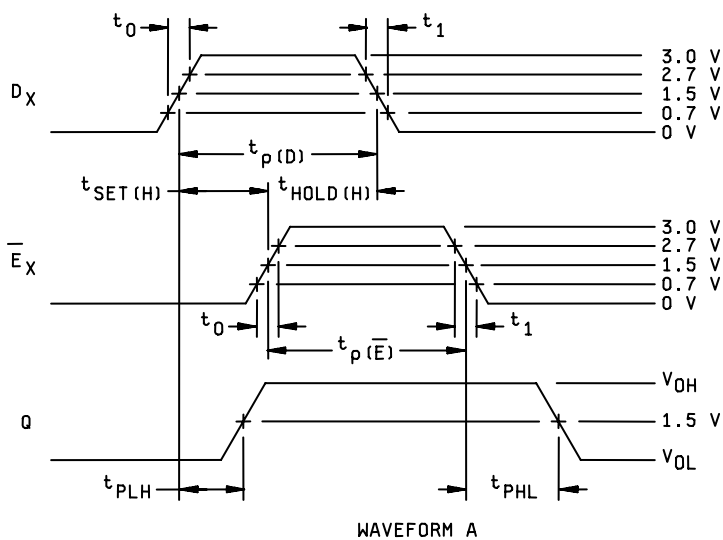 t0 t1
3.0 V
2.7 V
DX 1.5 V
0.7 V
0 V
tp(D)
tSET(H) tHOLD(H)
3.0 V
2.7 V
E̅X 1.5 V
0.7 V
0 V
t0 t1
tp(E̅)
VOH
Q 1.5 V
VOL
tPLH tPHL
WAVEFORM A